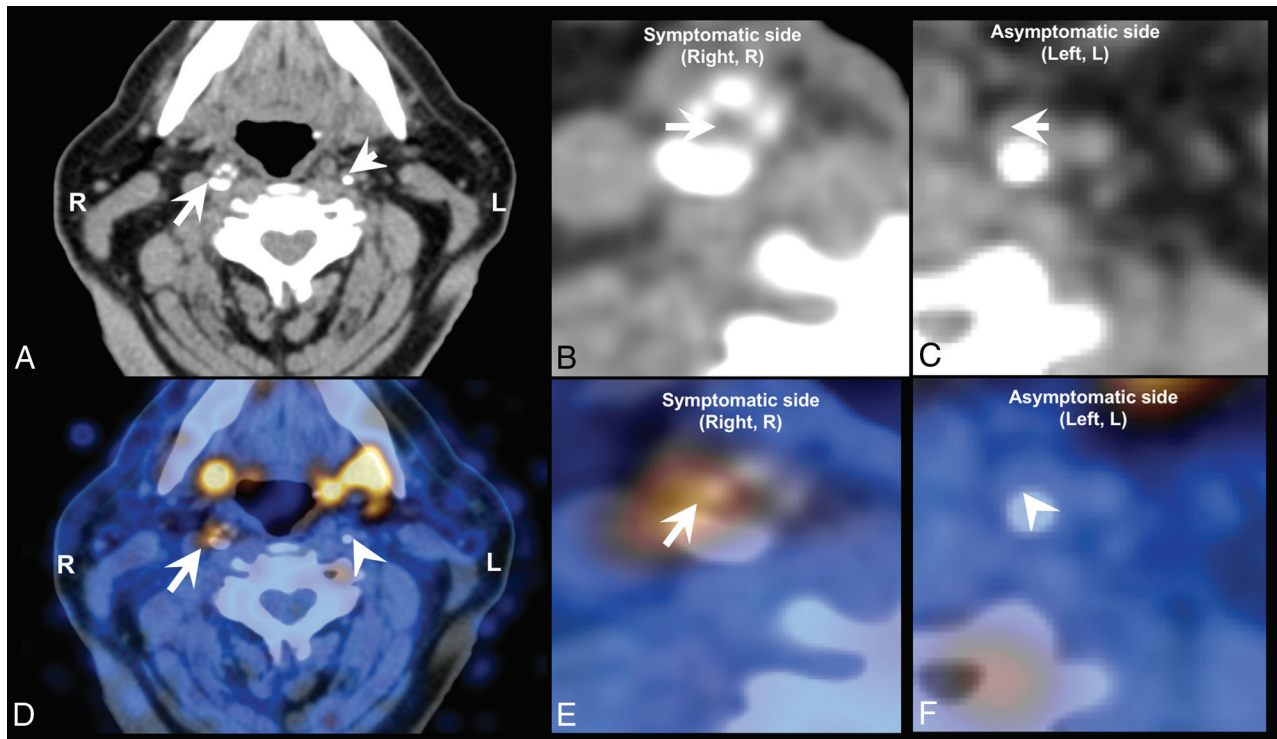 Symptomatic side
(Right, R)
Asymptomatic side
(Left, L)
R
L
A
B
C
Symptomatic side
(Right, R)
Asymptomatic side
(Left, L)
R
L
D
E
F